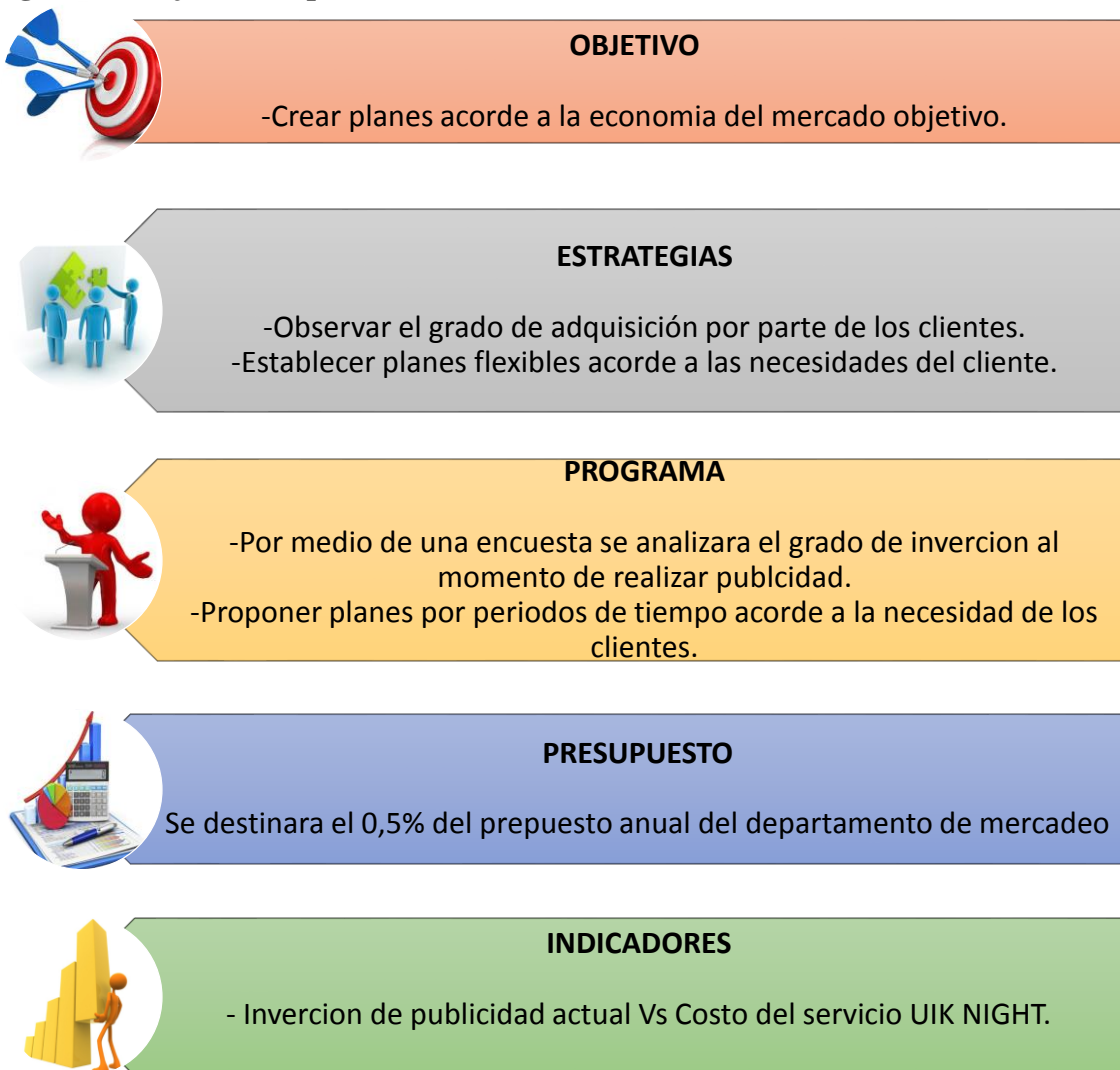 OBJETIVO
-Crear planes acorde a la economia del mercado objetivo.
ESTRATEGIAS
-Observar el grado de adquisición por parte de los clientes.
-Establecer planes flexibles acorde a las necesidades del cliente.
PROGRAMA
-Por medio de una encuesta se analizara el grado de invercion al
momento de realizar publcidad.
-Proponer planes por periodos de tiempo acorde a la necesidad de los
clientes.
PRESUPUESTO
Se destinara el 0,5% del prepuesto anual del departamento de mercadeo
INDICADORES
- Invercion de publicidad actual Vs Costo del servicio UIK NIGHT.